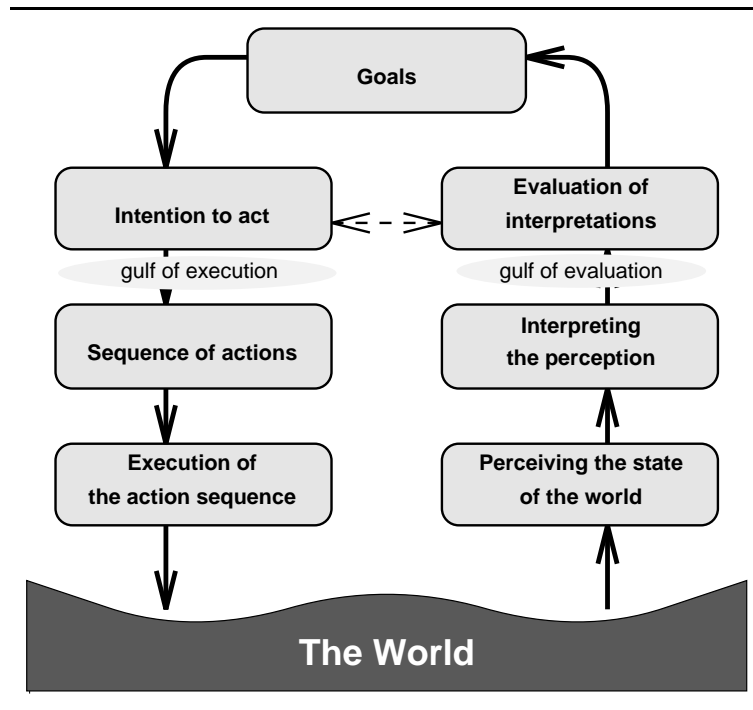 Goals
Intention to act
Evaluation of
interpretations
gulf of execution
gulf of evaluation
Sequence of actions
Interpreting
the perception
Execution of
the action sequence
Perceiving the state
of the world
The World